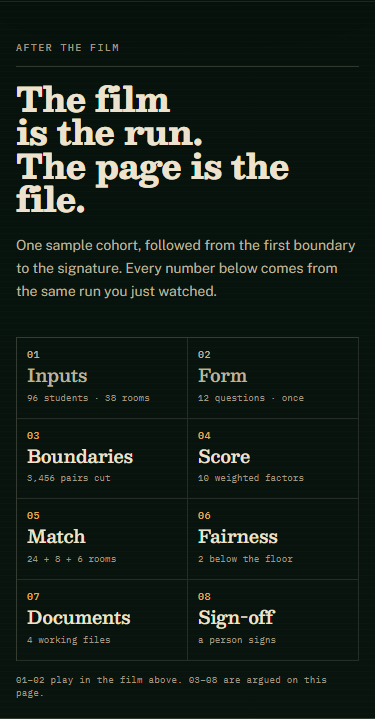 AFTER THE FILM
The film
is the run.
The page is the
file.
One sample cohort, followed from the first boundary
to the signature. Every number below comes from
the same run you just watched.
01
Inputs
96 students · 38 rooms
02
Form
12 questions · once
03
Boundaries
3,456 pairs cut
04
Score
10 weighted factors
05
Match
24 + 8 + 6 rooms
06
Fairness
2 below the floor
07
Documents
4 working files
08
Sign-off
a person signs
01–02 play in the film above. 03–08 are argued on this
page.